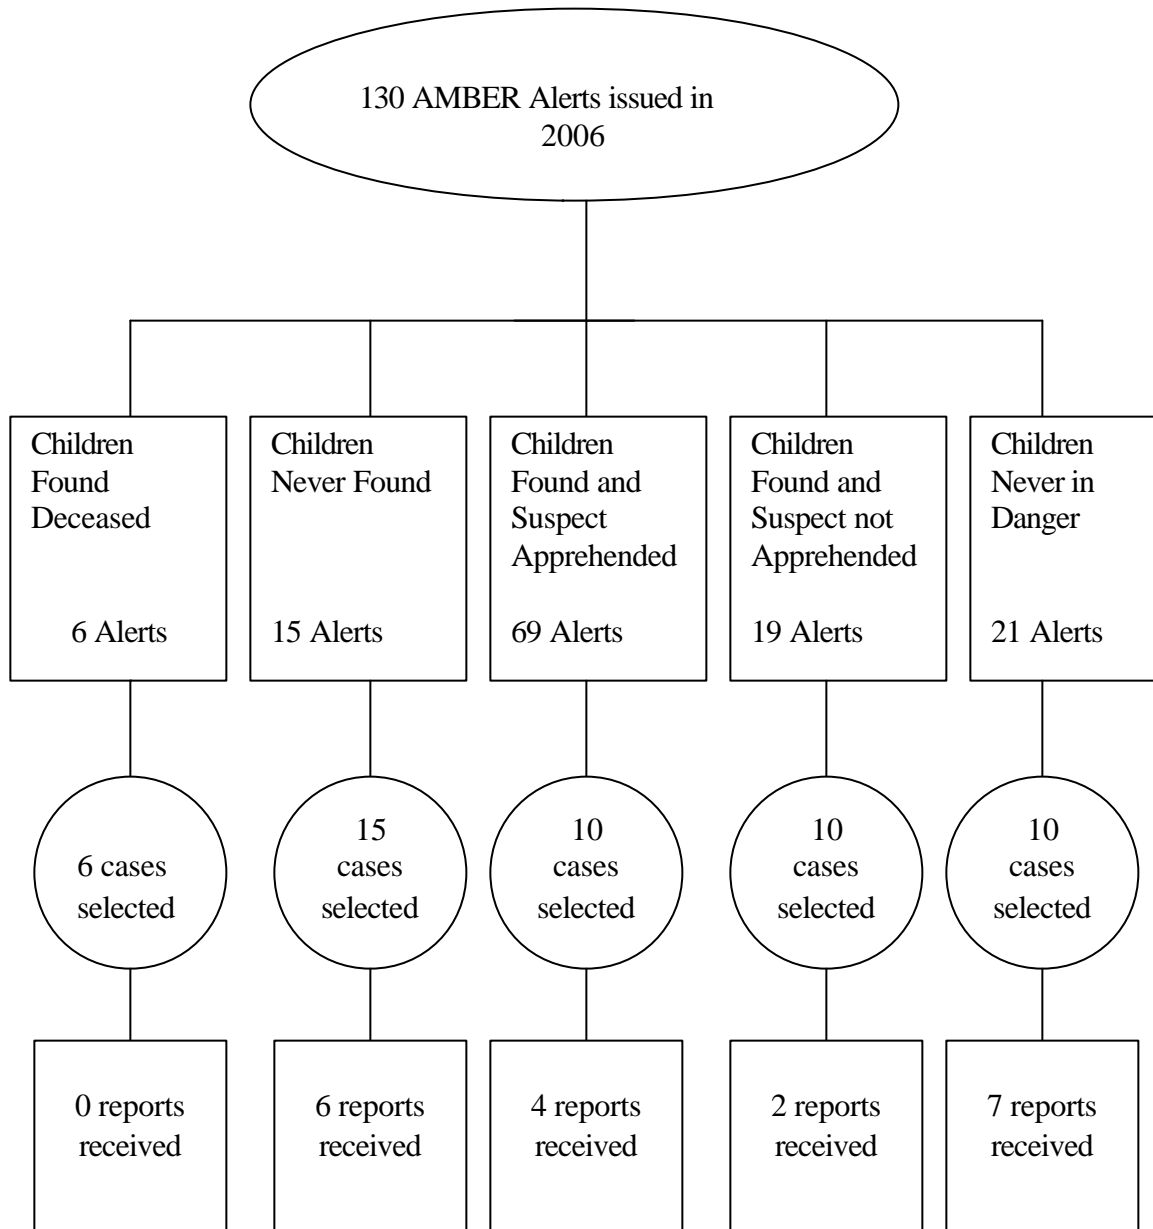 130 AMBER Alerts issued in
2006
Children
Found
Deceased
6 Alerts
Children
Never Found
15 Alerts
Children
Found and
Suspect
Apprehended
69 Alerts
Children
Found and
Suspect not
Apprehended
19 Alerts
Children
Never in
Danger
21 Alerts
6 cases
selected
15
cases
selected
10
cases
selected
10
cases
selected
10
cases
selected
0 reports
received
6 reports
received
4 reports
received
2 reports
received
7 reports
received